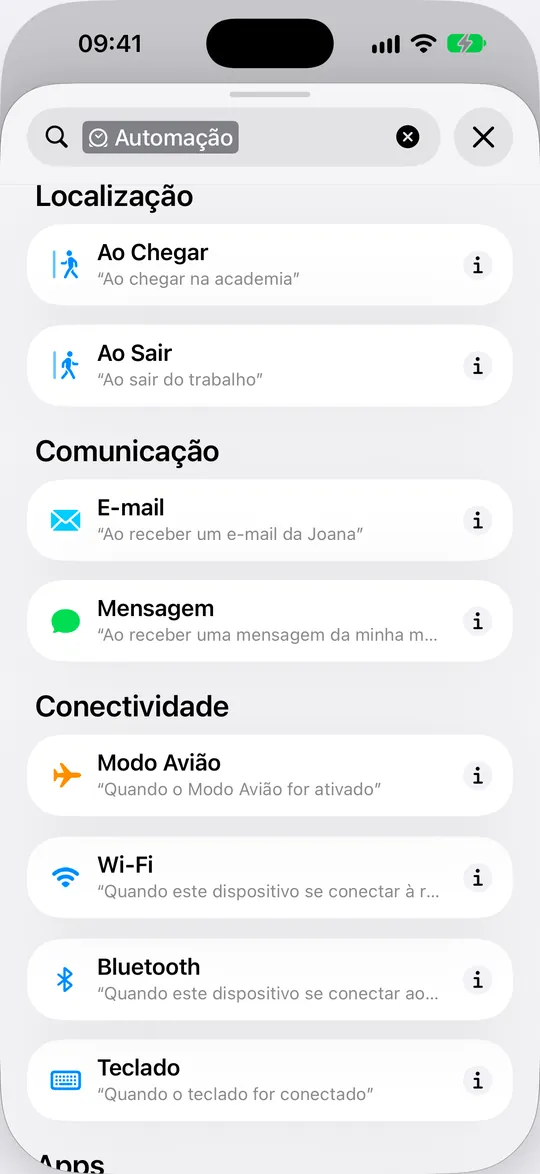 09:41
Automação
Localização
Ao Chegar
“Ao chegar na academia”
Ao Sair
“Ao sair do trabalho”
Comunicação
E-mail
“Ao receber um e-mail da Joana”
Mensagem
“Ao receber uma mensagem da minha m...
Conectividade
Modo Avião
“Quando o Modo Avião for ativado”
Wi-Fi
“Quando este dispositivo se conectar à r...
Bluetooth
“Quando este dispositivo se conectar ao...
Teclado
“Quando o teclado for conectado”
Apps